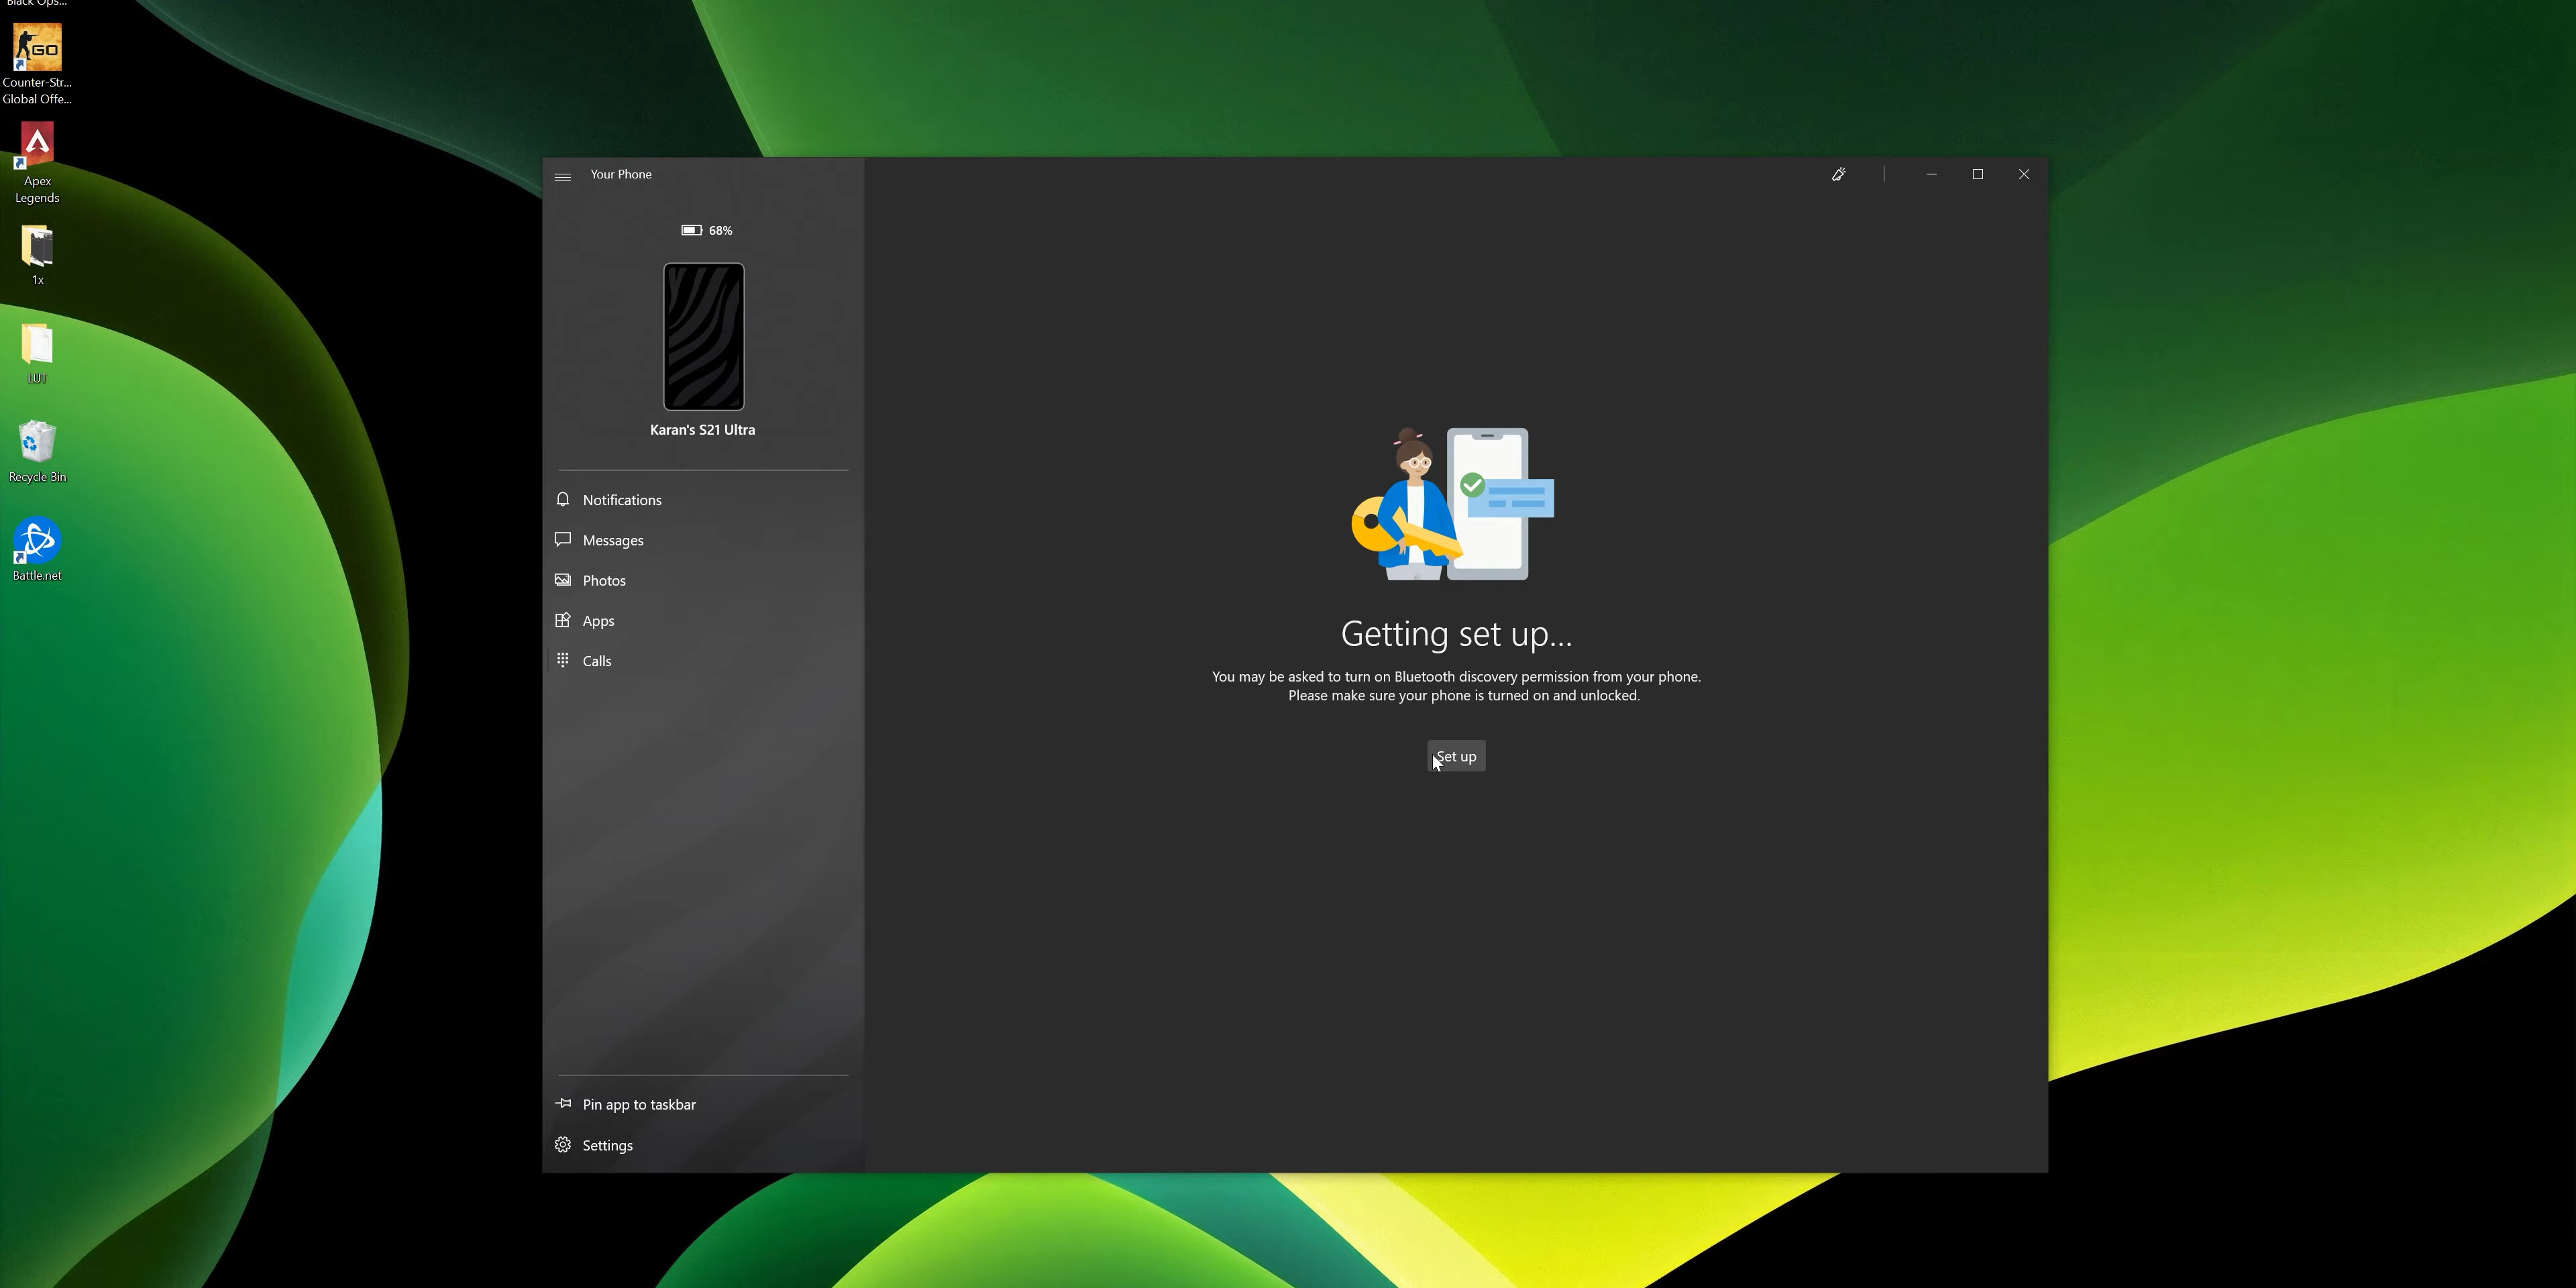 Black Ops...
GO
Counter-Str...
Global Offe...
Apex
Legends
1x
LUT
Recycle Bin
Battle.net
Your Phone
68%
Karan's S21 Ultra
Notifications
Messages
Photos
Apps
Calls
Pin app to taskbar
Settings
Getting set up...
You may be asked to turn on Bluetooth discovery permission from your phone.
Please make sure your phone is turned on and unlocked.
Set up